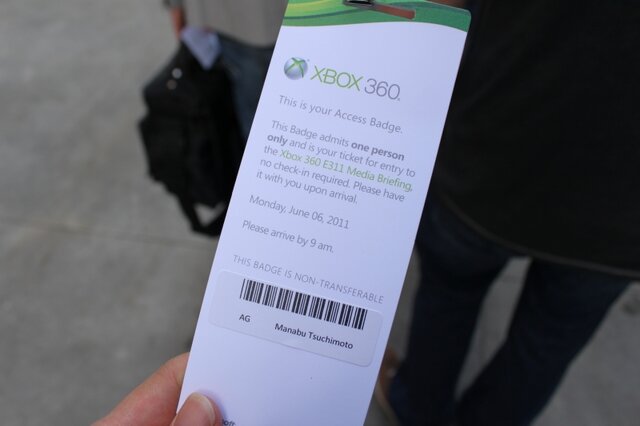 XBOX 360
This is your Access Badge.
This Badge admits one person
only and is your ticket for entry to
the Xbox 360 E311 Media Briefing,
no check-in required. Please have
it with you upon arrival.
Monday, June 06, 2011
Please arrive by 9 am.
THIS BADGE IS NON-TRANSFERABLE
AG Manabu Tsuchimoto